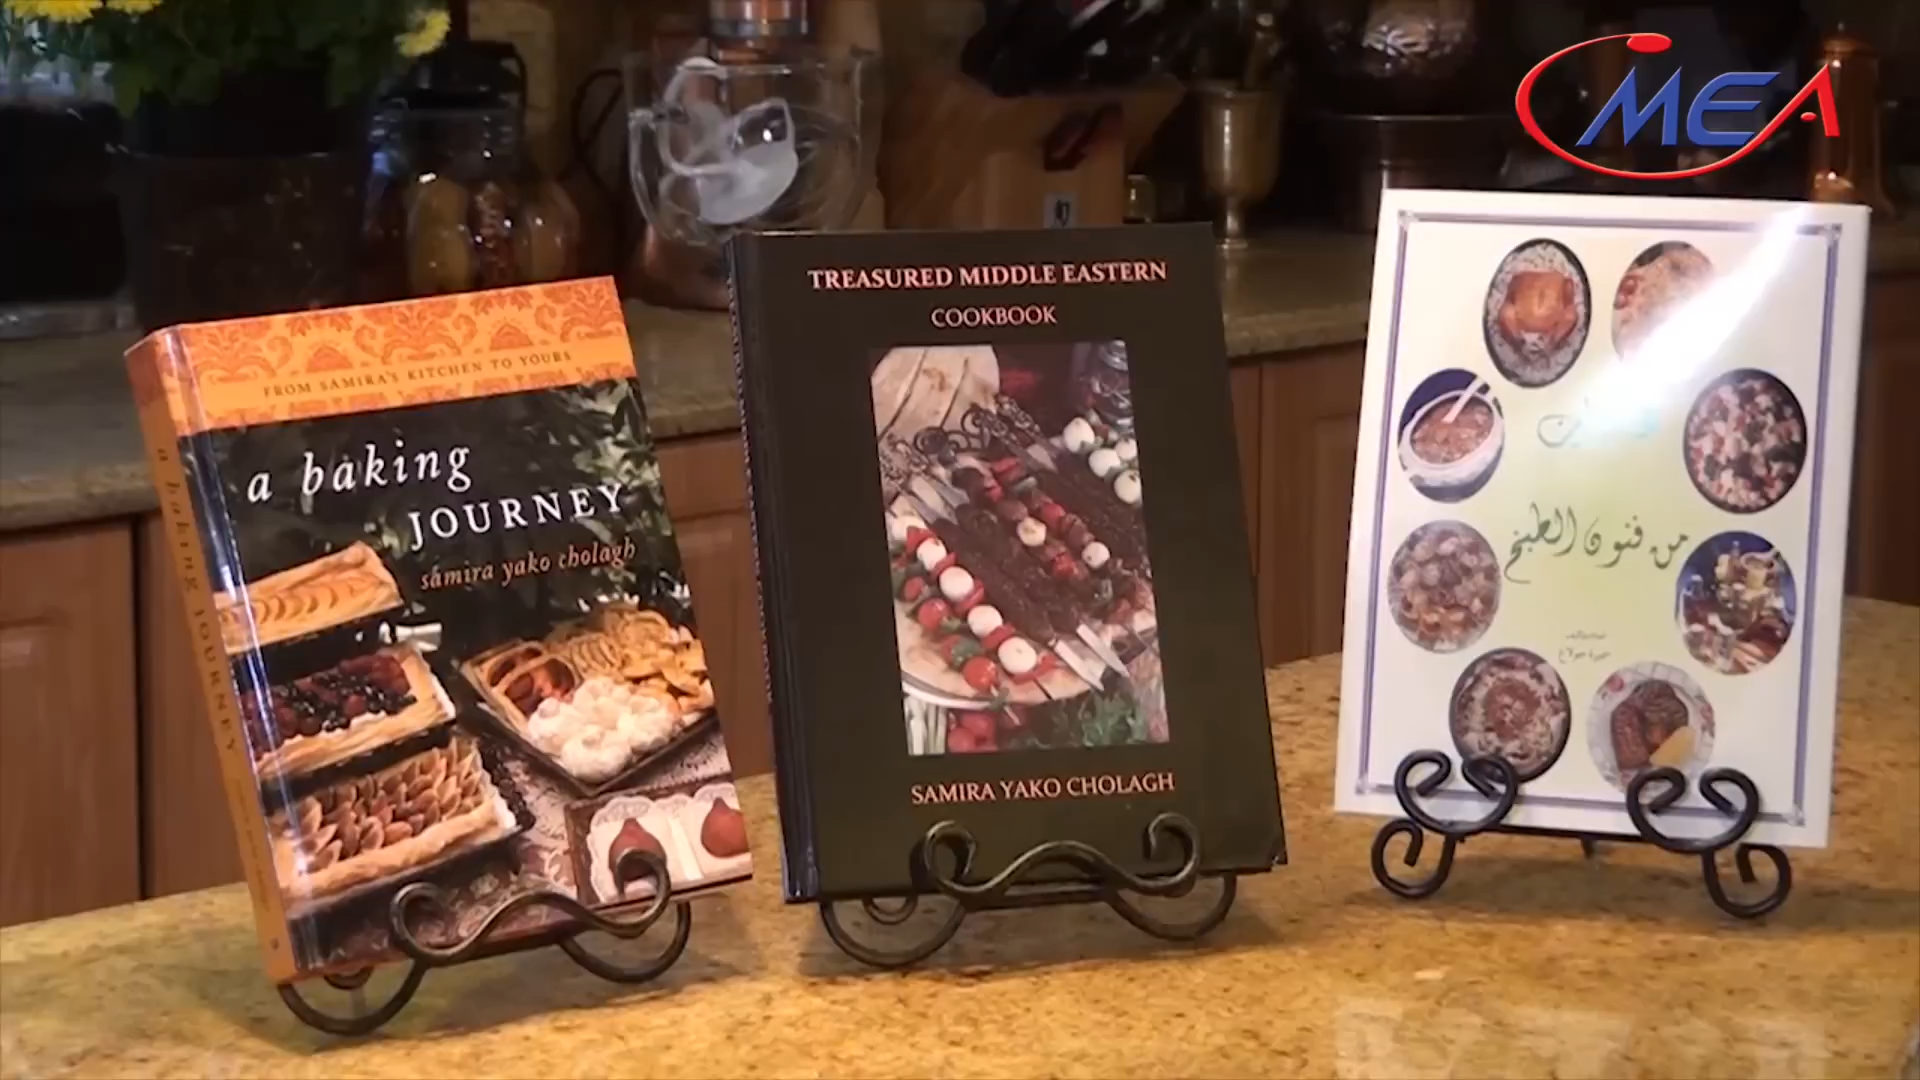 MEA
FROM SAMIRA'S KITCHEN TO YOURS
a baking
JOURNEY
samira yako cholagh
a baking JOURNEY
TREASURED MIDDLE EASTERN
COOKBOOK
SAMIRA YAKO CHOLAGH
من فنون الطبخ